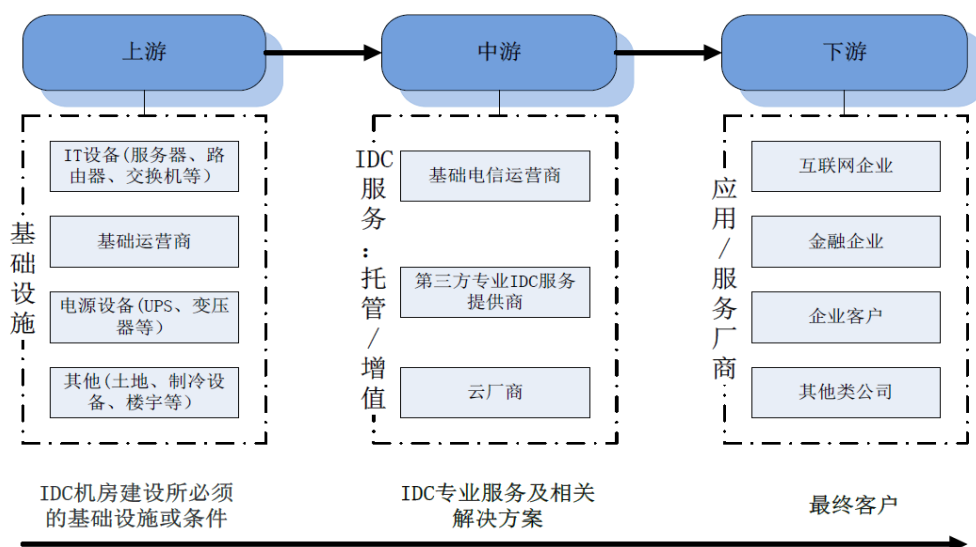 上游
中游
下游
基础设施
IT设备(服务器、路
由器、交换机等)
基础运营商
电源设备(UPS、变压
器等)
其他(土地、制冷设
备、楼宇等)
IDC服务:托管/增值
基础电信运营商
第三方专业IDC服务
提供商
云厂商
应用/服务厂商
互联网企业
金融企业
企业客户
其他类公司
IDC机房建设所必须
的基础设施或条件
IDC专业服务及相关
解决方案
最终客户